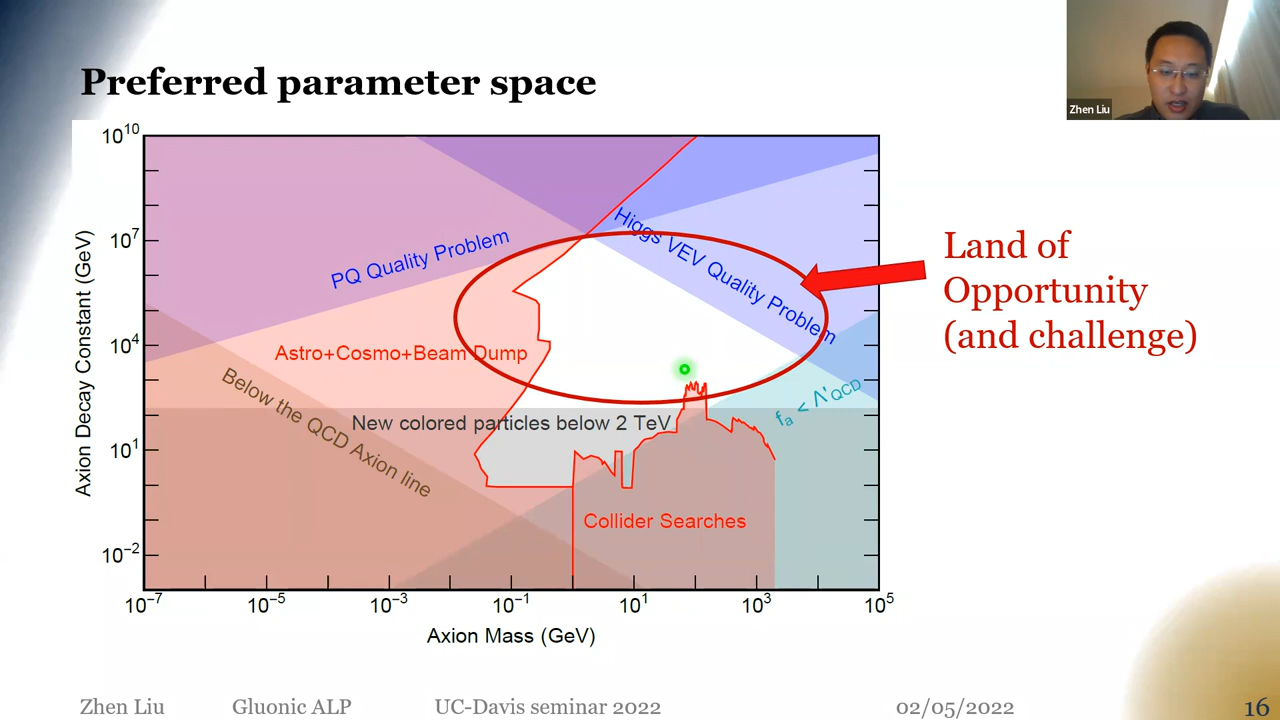 Preferred parameter space
Zhen Liu
10^10
10^7
10^4
10^1
10^−2
Axion Decay Constant (GeV)
PQ Quality Problem
Higgs VEV Quality Problem
Astro+Cosmo+Beam Dump
Below the QCD Axion line
New colored particles below 2 TeV
f_a < Λ'_QCD
Collider Searches
10^−7 10^−5 10^−3 10^−1 10^1 10^3 10^5
Axion Mass (GeV)
Land of
Opportunity
(and challenge)
Zhen Liu Gluonic ALP UC-Davis seminar 2022 02/05/2022 16